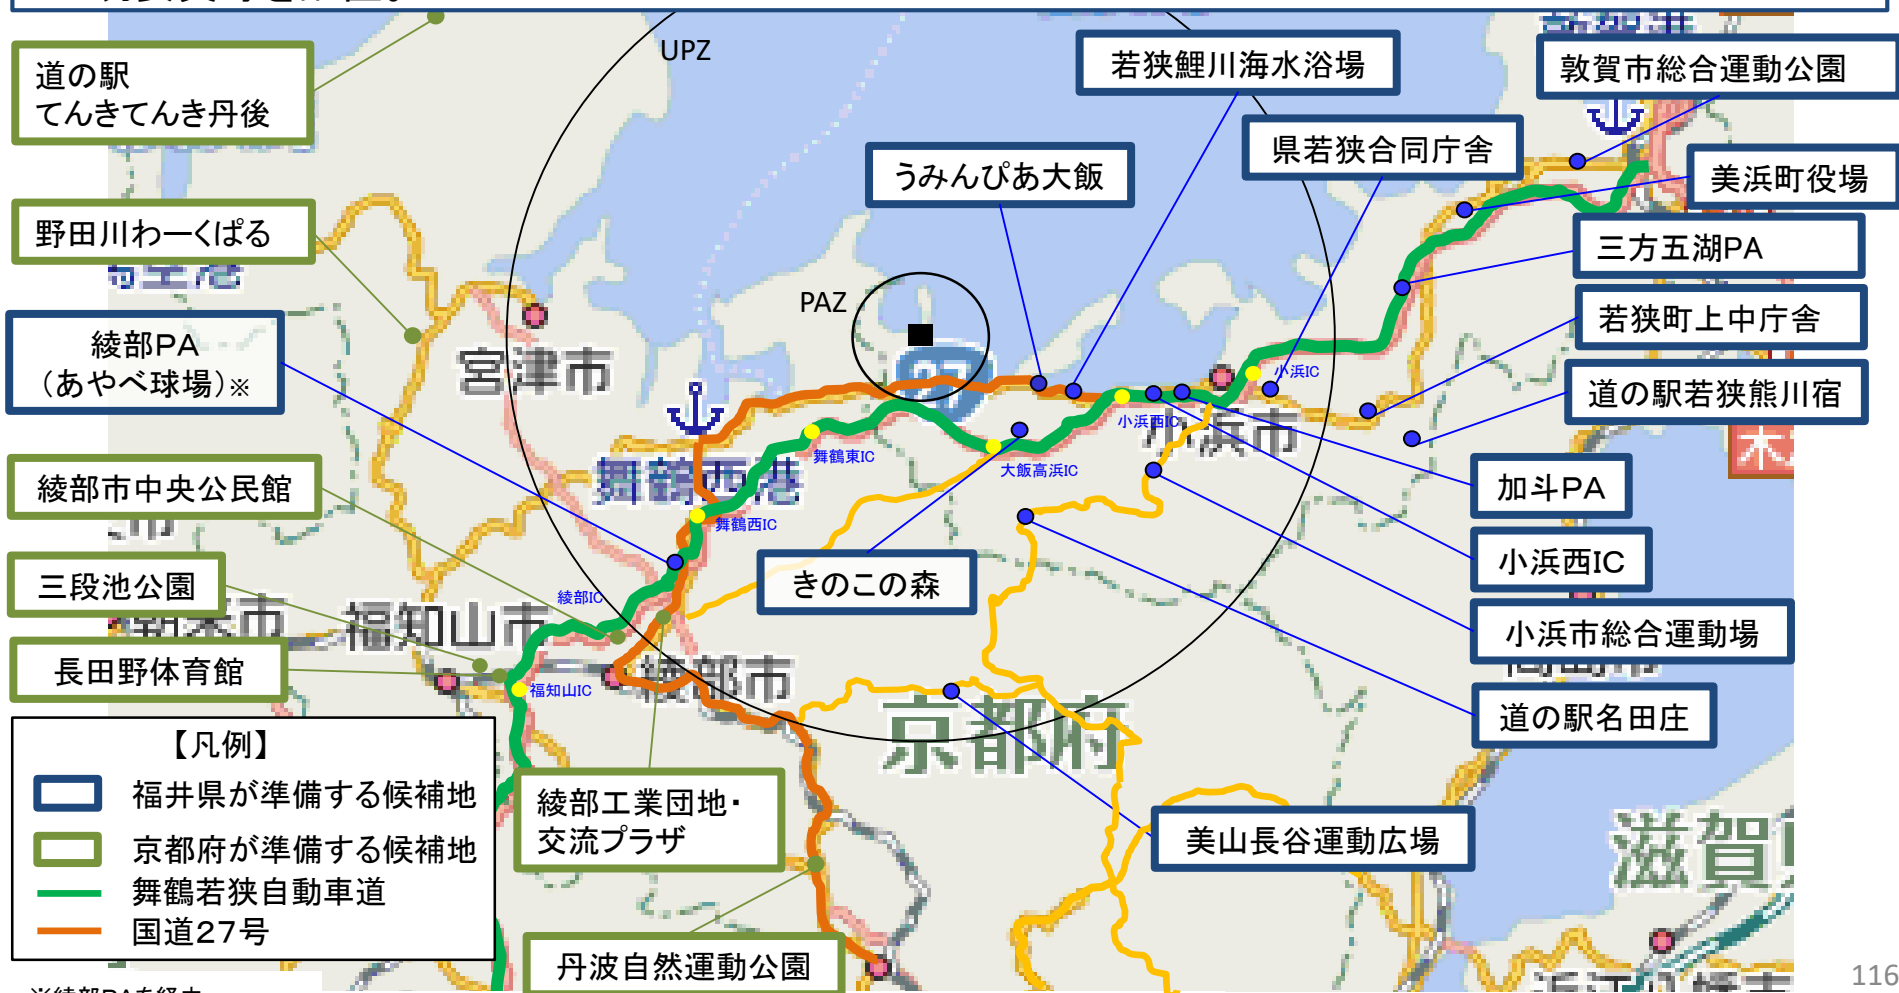 UPZ
PAZ
道の駅
てんきてんき丹後
野田川わーくぱる
綾部PA
（あやべ球場）※
綾部市中央公民館
三段池公園
長田野体育館
若狭鯉川海水浴場
敦賀市総合運動公園
県若狭合同庁舎
うみんぴあ大飯
美浜町役場
三方五湖PA
若狭町上中庁舎
道の駅若狭熊川宿
加斗PA
小浜西IC
小浜市総合運動場
道の駅名田庄
美山長谷運動広場
きのこの森
綾部工業団地・
交流プラザ
丹波自然運動公園
宮津市
27
舞鶴西港
小浜市
福知山市
綾部市
京都府
滋賀
小浜IC
小浜西IC
大飯高浜IC
舞鶴東IC
舞鶴西IC
綾部IC
福知山IC
【凡例】
福井県が準備する候補地
京都府が準備する候補地
舞鶴若狭自動車道
国道27号
116